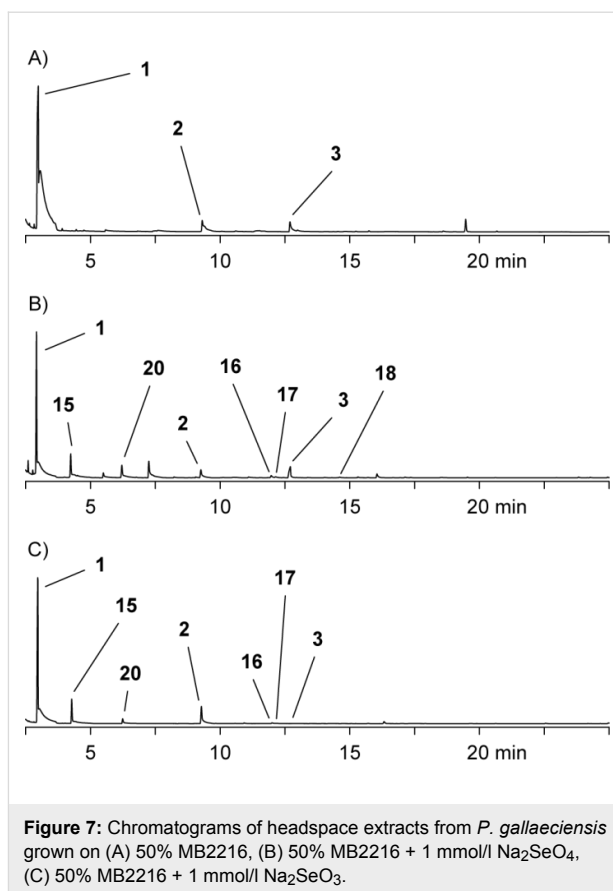 A)
1
2
3
5 10 15 20 min
B)
1
15
20
2
16
17
3
18
5 10 15 20 min
C)
1
15
20
2
16
17
3
5 10 15 20 min
Figure 7: Chromatograms of headspace extracts from P. gallaeciensis
grown on (A) 50% MB2216, (B) 50% MB2216 + 1 mmol/l Na₂SeO₄,
(C) 50% MB2216 + 1 mmol/l Na₂SeO₃.